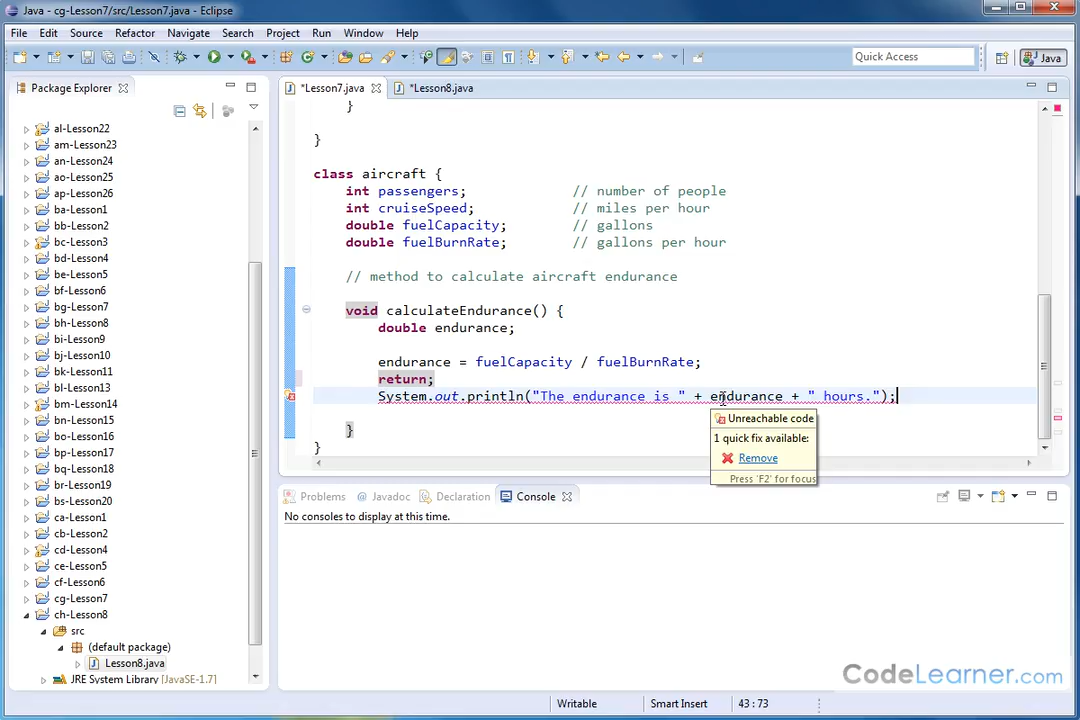 Java - cg-Lesson7/src/Lesson7.java - Eclipse
File Edit Source Refactor Navigate Search Project Run Window Help
Quick Access
Java
Package Explorer
*Lesson7.java *Lesson8.java
al-Lesson22
am-Lesson23
an-Lesson24
ao-Lesson25
ap-Lesson26
ba-Lesson1
bb-Lesson2
bc-Lesson3
bd-Lesson4
be-Lesson5
bf-Lesson6
bg-Lesson7
bh-Lesson8
bi-Lesson9
bj-Lesson10
bk-Lesson11
bl-Lesson13
bm-Lesson14
bn-Lesson15
bo-Lesson16
bp-Lesson17
bq-Lesson18
br-Lesson19
bs-Lesson20
ca-Lesson1
cb-Lesson2
cd-Lesson4
ce-Lesson5
cf-Lesson6
cg-Lesson7
ch-Lesson8
src
(default package)
Lesson8.java
JRE System Library [JavaSE-1.7]
}
}
class aircraft {
int passengers; // number of people
int cruiseSpeed; // miles per hour
double fuelCapacity; // gallons
double fuelBurnRate; // gallons per hour
// method to calculate aircraft endurance
void calculateEndurance() {
double endurance;
endurance = fuelCapacity / fuelBurnRate;
return;
System.out.println("The endurance is " + endurance + " hours.");
}
}
Unreachable code
1 quick fix available:
Remove
Press 'F2' for focus
Problems @ Javadoc Declaration Console
No consoles to display at this time.
CodeLearner.com
Writable Smart Insert 43 : 73